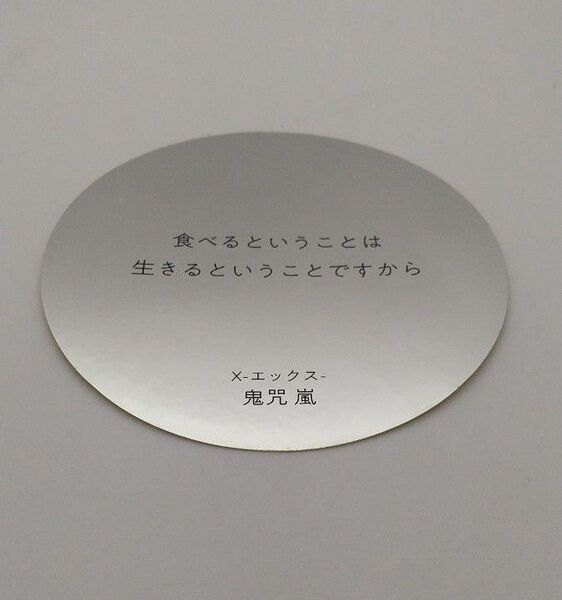 食べるということは
生きるということですから
X-エックス-
鬼咒 嵐